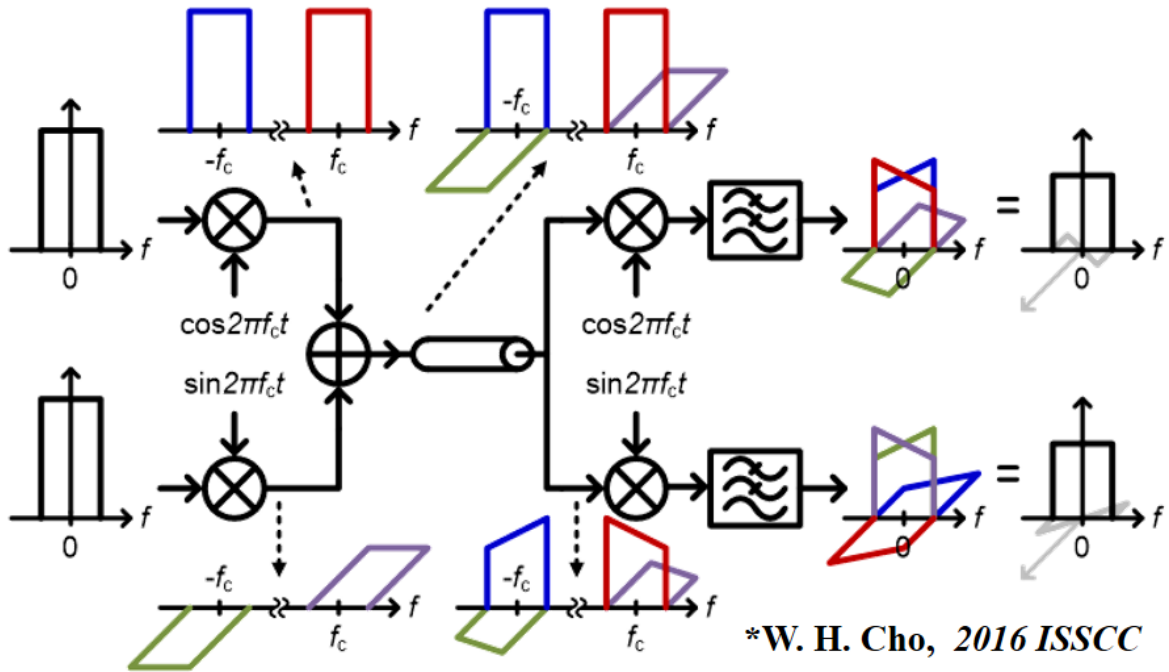 f
f
-fc
fc
-fc
fc
f
0
cos2πfct
cos2πfct
f
0
=
0
sin2πfct
sin2πfct
f
0
f
0
=
0
-fc
f
fc
-fc
f
fc
*W. H. Cho, 2016 ISSCC